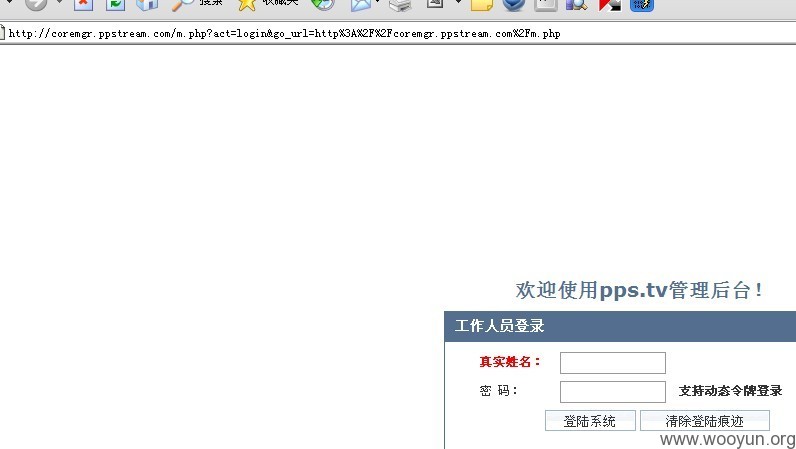 搜索 收藏夹
http://coremgr.ppstream.com/m.php?act=login&go_url=http%3A%2F%2Fcoremgr.ppstream.com%2Fm.php
欢迎使用pps.tv管理后台!
工作人员登录
真实姓名：
密 码： 支持动态令牌登录
登陆系统 清除登陆痕迹
www.wooyun.org